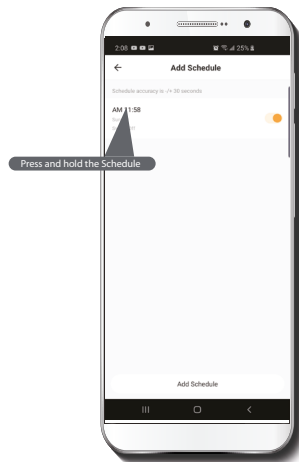 2:08
25%
Add Schedule
Schedule accuracy is -/+ 30 seconds
AM 11:58
Press and hold the Schedule
Add Schedule